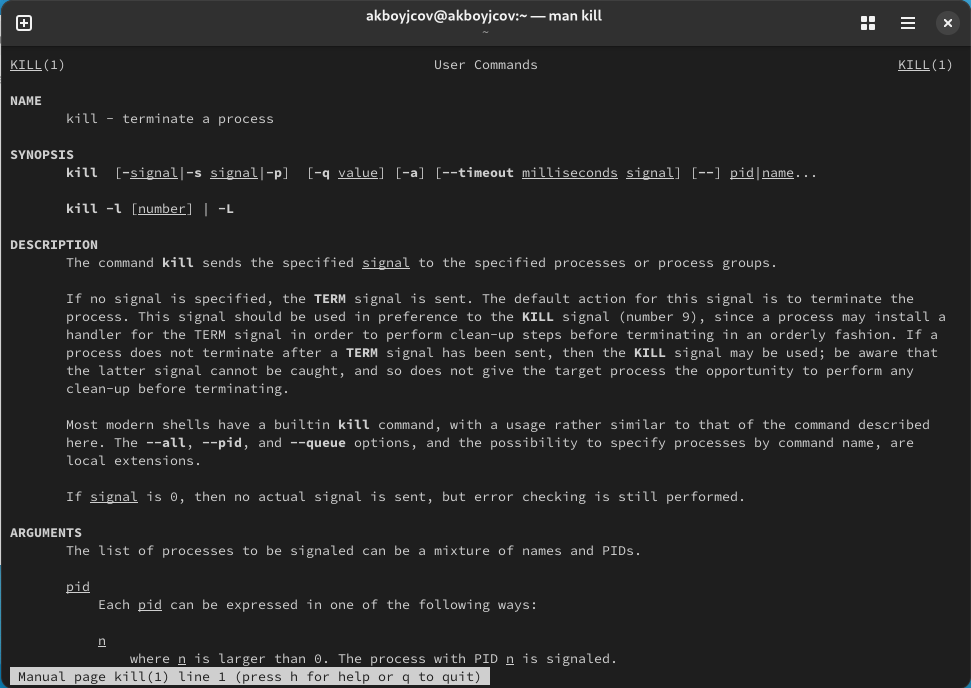 akboyjcov@akboyjcov:~ — man kill
~
KILL(1) User Commands KILL(1)
NAME
kill - terminate a process
SYNOPSIS
kill [-signal|-s signal|-p] [-q value] [-a] [--timeout milliseconds signal] [--] pid|name...
kill -l [number] | -L
DESCRIPTION
The command kill sends the specified signal to the specified processes or process groups.
If no signal is specified, the TERM signal is sent. The default action for this signal is to terminate the
process. This signal should be used in preference to the KILL signal (number 9), since a process may install a
handler for the TERM signal in order to perform clean-up steps before terminating in an orderly fashion. If a
process does not terminate after a TERM signal has been sent, then the KILL signal may be used; be aware that
the latter signal cannot be caught, and so does not give the target process the opportunity to perform any
clean-up before terminating.
Most modern shells have a builtin kill command, with a usage rather similar to that of the command described
here. The --all, --pid, and --queue options, and the possibility to specify processes by command name, are
local extensions.
If signal is 0, then no actual signal is sent, but error checking is still performed.
ARGUMENTS
The list of processes to be signaled can be a mixture of names and PIDs.
pid
Each pid can be expressed in one of the following ways:
n
where n is larger than 0. The process with PID n is signaled.
Manual page kill(1) line 1 (press h for help or q to quit)